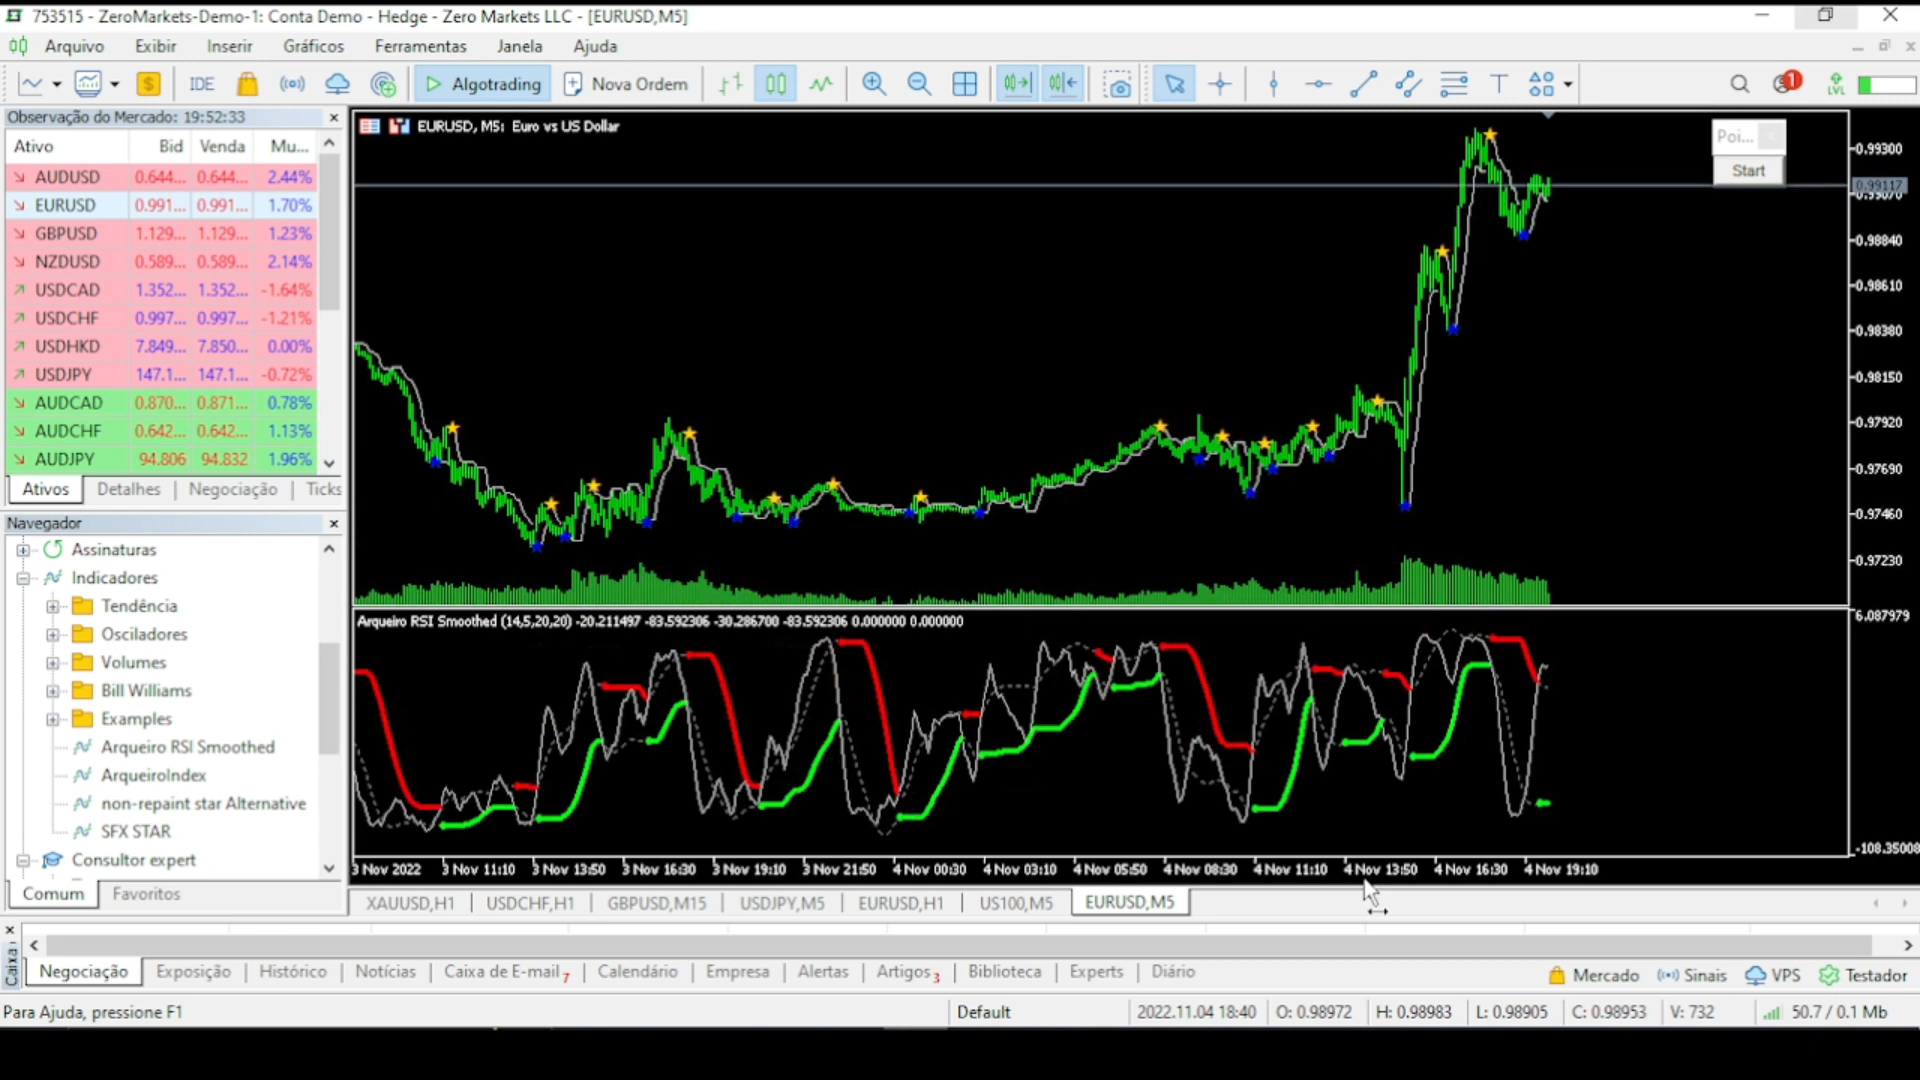 753515 - ZeroMarkets-Demo-1: Conta Demo - Hedge - Zero Markets LLC - [EURUSD,M5]
Arquivo Exibir Inserir Gráficos Ferramentas Janela Ajuda
IDE Algotrading Nova Ordem T 1 LVL
Observação do Mercado: 19:52:33
Ativo Bid Venda Mu...
AUDUSD 0.644... 0.644... 2.44%
EURUSD 0.991... 0.991... 1.70%
GBPUSD 1.129... 1.129... 1.23%
NZDUSD 0.589... 0.589... 2.14%
USDCAD 1.352... 1.352... -1.64%
USDCHF 0.997... 0.997... -1.21%
USDHKD 7.849... 7.850... 0.00%
USDJPY 147.1... 147.1... -0.72%
AUDCAD 0.870... 0.871... 0.78%
AUDCHF 0.642... 0.642... 1.13%
AUDJPY 94.806 94.832 1.96%
Ativos Detalhes Negociação Ticks
Navegador
Assinaturas
Indicadores
Tendência
Osciladores
Volumes
Bill Williams
Examples
Arqueiro RSI Smoothed
ArqueiroIndex
non-repaint star Alternative
SFX STAR
Consultor expert
Comum Favoritos
EURUSD, M5: Euro vs US Dollar
Poi...
Start
0.99300
0.99117
0.99070
0.98840
0.98610
0.98380
0.98150
0.97920
0.97690
0.97460
0.97230
Arqueiro RSI Smoothed (14,5,20,20) -20.211497 -83.592306 -30.286700 -83.592306 0.000000 0.000000
6.087979
-108.35008
3 Nov 2022 3 Nov 11:10 3 Nov 13:50 3 Nov 16:30 3 Nov 19:10 3 Nov 21:50 4 Nov 00:30 4 Nov 03:10 4 Nov 05:50 4 Nov 08:30 4 Nov 11:10 4 Nov 13:50 4 Nov 16:30 4 Nov 19:10
XAUUSD,H1 USDCHF,H1 GBPUSD,M15 USDJPY,M5 EURUSD,H1 US100,M5 EURUSD,M5
Caixa -
Negociação Exposição Histórico Notícias Caixa de E-mail 7 Calendário Empresa Alertas Artigos 3 Biblioteca Experts Diário Mercado Sinais VPS Testador
Para Ajuda, pressione F1 Default 2022.11.04 18:40 O: 0.98972 H: 0.98983 L: 0.98905 C: 0.98953 V: 732 50.7 / 0.1 Mb